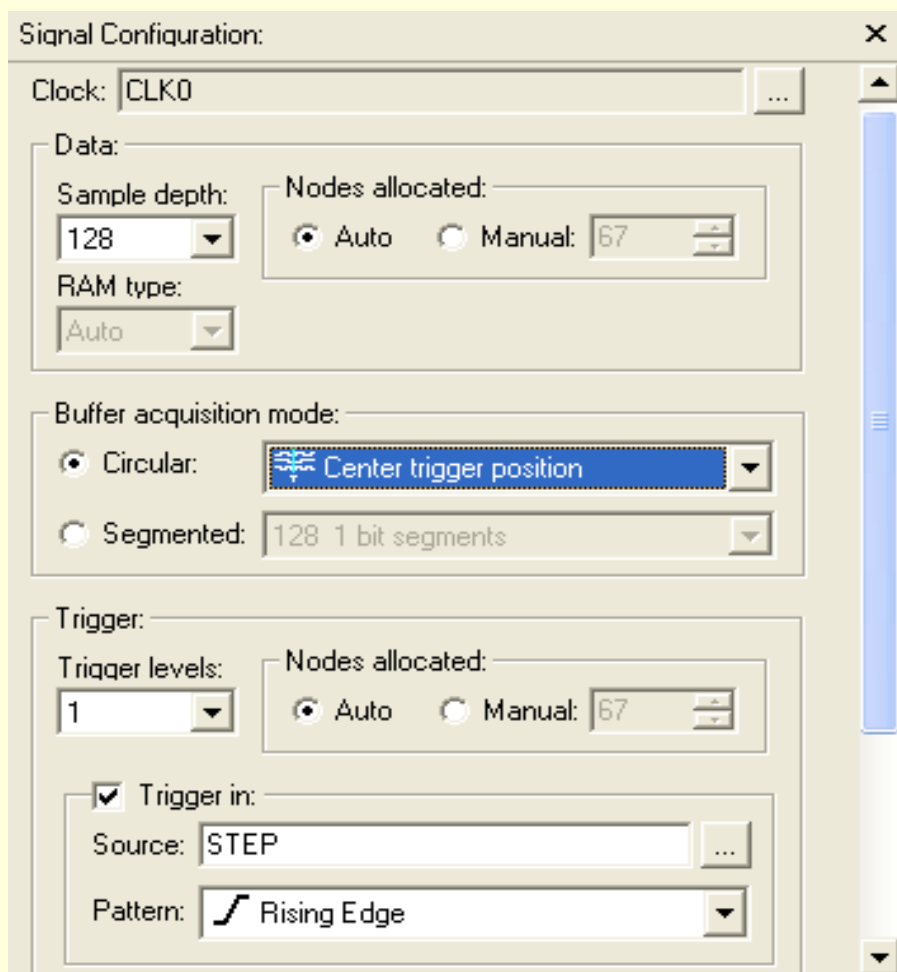 Signal Configuration:
Clock: CLK0 ...
Data:
Sample depth:
128
Nodes allocated:
Auto Manual: 67
RAM type:
Auto
Buffer acquisition mode:
Circular: Center trigger position
Segmented: 128 1 bit segments
Trigger:
Trigger levels:
1
Nodes allocated:
Auto Manual: 67
Trigger in:
Source: STEP ...
Pattern: Rising Edge